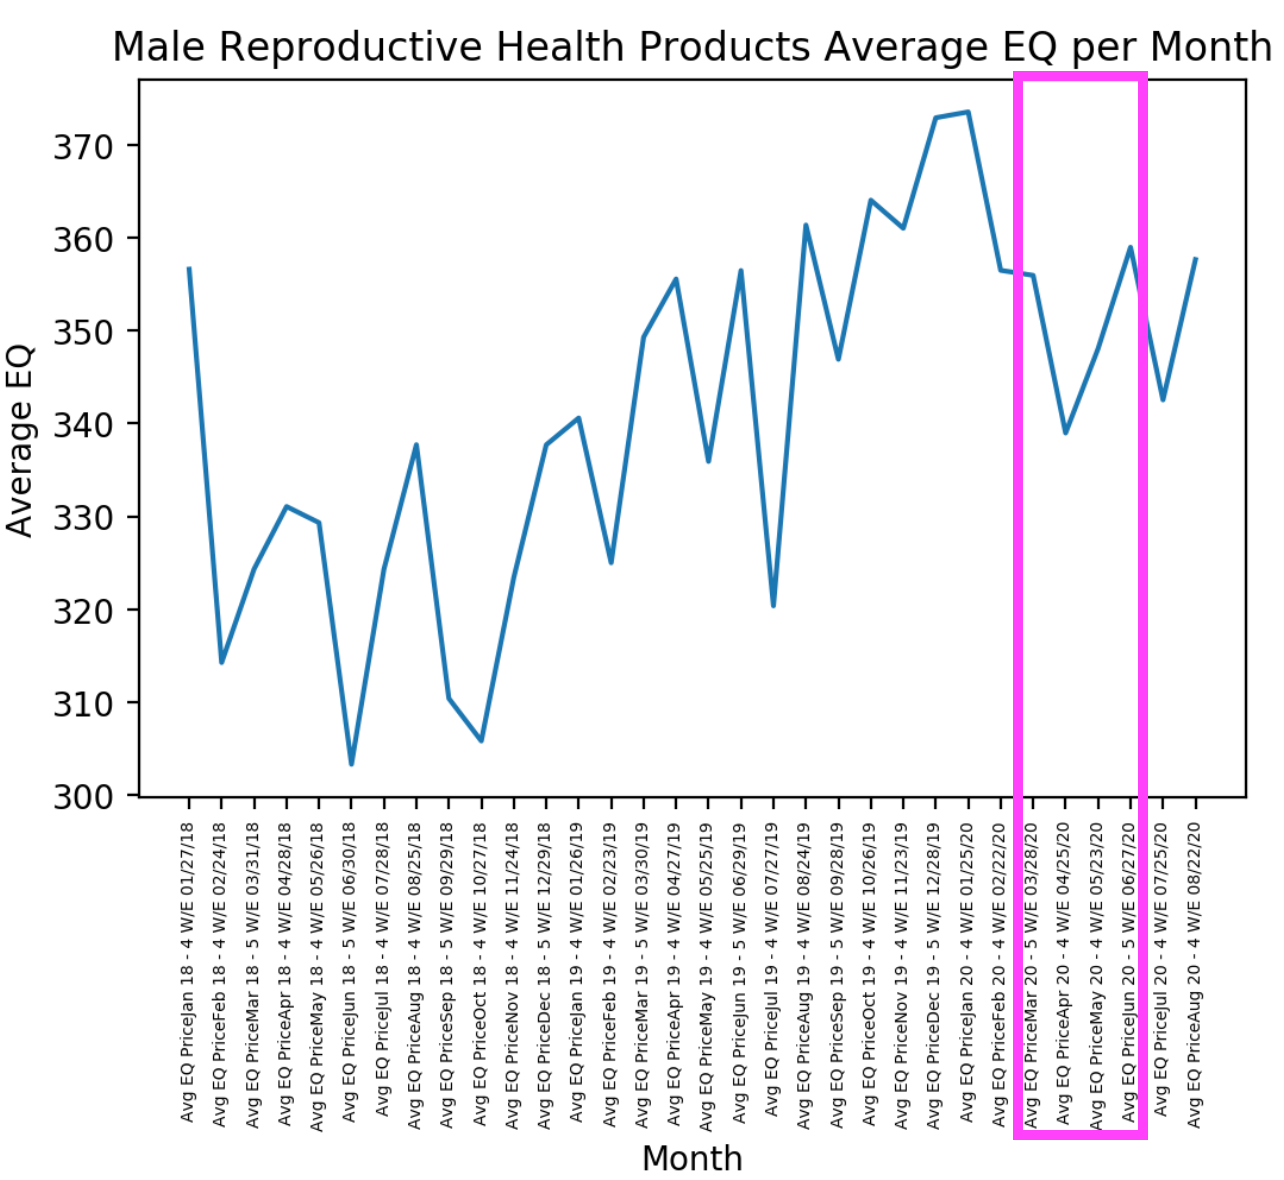 Male Reproductive Health Products Average EQ per Month
Average EQ
370
360
350
340
330
320
310
300
Avg EQ PriceJan 18 - 4 W/E 01/27/18
Avg EQ PriceFeb 18 - 4 W/E 02/24/18
Avg EQ PriceMar 18 - 5 W/E 03/31/18
Avg EQ PriceApr 18 - 4 W/E 04/28/18
Avg EQ PriceMay 18 - 4 W/E 05/26/18
Avg EQ PriceJun 18 - 5 W/E 06/30/18
Avg EQ PriceJul 18 - 4 W/E 07/28/18
Avg EQ PriceAug 18 - 4 W/E 08/25/18
Avg EQ PriceSep 18 - 5 W/E 09/29/18
Avg EQ PriceOct 18 - 4 W/E 10/27/18
Avg EQ PriceNov 18 - 4 W/E 11/24/18
Avg EQ PriceDec 18 - 5 W/E 12/29/18
Avg EQ PriceJan 19 - 4 W/E 01/26/19
Avg EQ PriceFeb 19 - 4 W/E 02/23/19
Avg EQ PriceMar 19 - 5 W/E 03/30/19
Avg EQ PriceApr 19 - 4 W/E 04/27/19
Avg EQ PriceMay 19 - 4 W/E 05/25/19
Avg EQ PriceJun 19 - 5 W/E 06/29/19
Avg EQ PriceJul 19 - 4 W/E 07/27/19
Avg EQ PriceAug 19 - 4 W/E 08/24/19
Avg EQ PriceSep 19 - 5 W/E 09/28/19
Avg EQ PriceOct 19 - 4 W/E 10/26/19
Avg EQ PriceNov 19 - 4 W/E 11/23/19
Avg EQ PriceDec 19 - 5 W/E 12/28/19
Avg EQ PriceJan 20 - 4 W/E 01/25/20
Avg EQ PriceFeb 20 - 4 W/E 02/22/20
Avg EQ PriceMar 20 - 5 W/E 03/28/20
Avg EQ PriceApr 20 - 4 W/E 04/25/20
Avg EQ PriceMay 20 - 4 W/E 05/23/20
Avg EQ PriceJun 20 - 5 W/E 06/27/20
Avg EQ PriceJul 20 - 4 W/E 07/25/20
Avg EQ PriceAug 20 - 4 W/E 08/22/20
Month